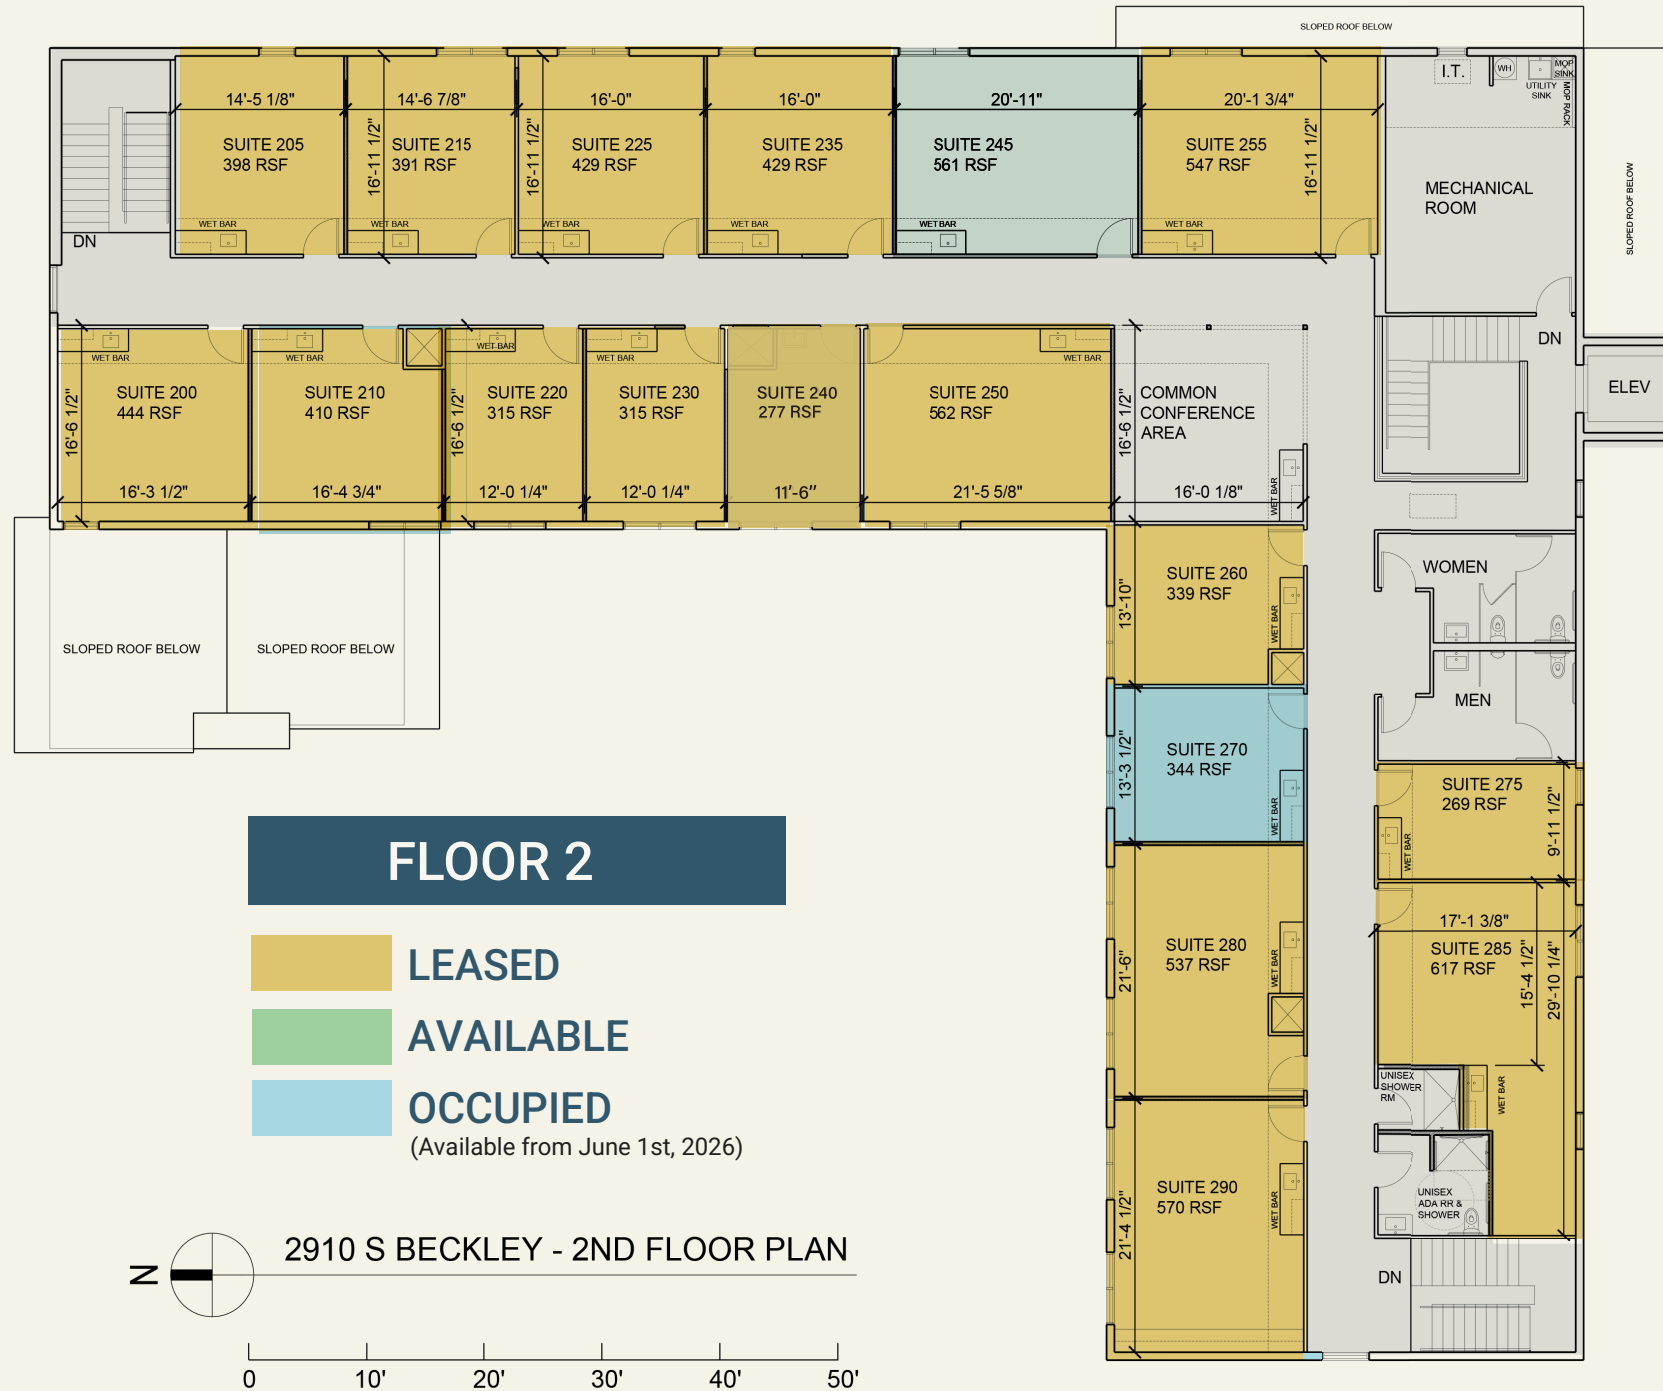 SLOPED ROOF BELOW
I.T.
WH
MOP
SINK
UTILITY
SINK
MOP RACK
14'-5 1/8"
14'-6 7/8"
16'-0"
16'-0"
20'-11"
20'-1 3/4"
16'-11 1/2"
16'-11 1/2"
16'-11 1/2"
SUITE 205
398 RSF
SUITE 215
391 RSF
SUITE 225
429 RSF
SUITE 235
429 RSF
SUITE 245
561 RSF
SUITE 255
547 RSF
MECHANICAL
ROOM
SLOPED ROOF BELOW
WET BAR
WET BAR
WET BAR
WET BAR
WET BAR
WET BAR
DN
DN
ELEV
WET BAR
WET BAR
WET BAR
WET BAR
WET BAR
SUITE 200
444 RSF
SUITE 210
410 RSF
SUITE 220
315 RSF
SUITE 230
315 RSF
SUITE 240
277 RSF
SUITE 250
562 RSF
COMMON
CONFERENCE
AREA
16'-6 1/2"
16'-6 1/2"
16'-6 1/2"
16'-3 1/2"
16'-4 3/4"
12'-0 1/4"
12'-0 1/4"
11'-6"
21'-5 5/8"
16'-0 1/8"
WET BAR
SUITE 260
339 RSF
13'-10"
WET BAR
WOMEN
MEN
SLOPED ROOF BELOW
SLOPED ROOF BELOW
SUITE 270
344 RSF
13'-3 1/2"
WET BAR
SUITE 275
269 RSF
9'-11 1/2"
WET BAR
SUITE 280
537 RSF
21'-6"
WET BAR
17'-1 3/8"
SUITE 285
617 RSF
15'-4 1/2"
29'-10 1/4"
WET BAR
UNISEX
SHOWER
RM
UNISEX
ADA RR &
SHOWER
SUITE 290
570 RSF
21'-4 1/2"
WET BAR
DN
FLOOR 2
LEASED
AVAILABLE
OCCUPIED
(Available from June 1st, 2026)
N
2910 S BECKLEY - 2ND FLOOR PLAN
0 10' 20' 30' 40' 50'